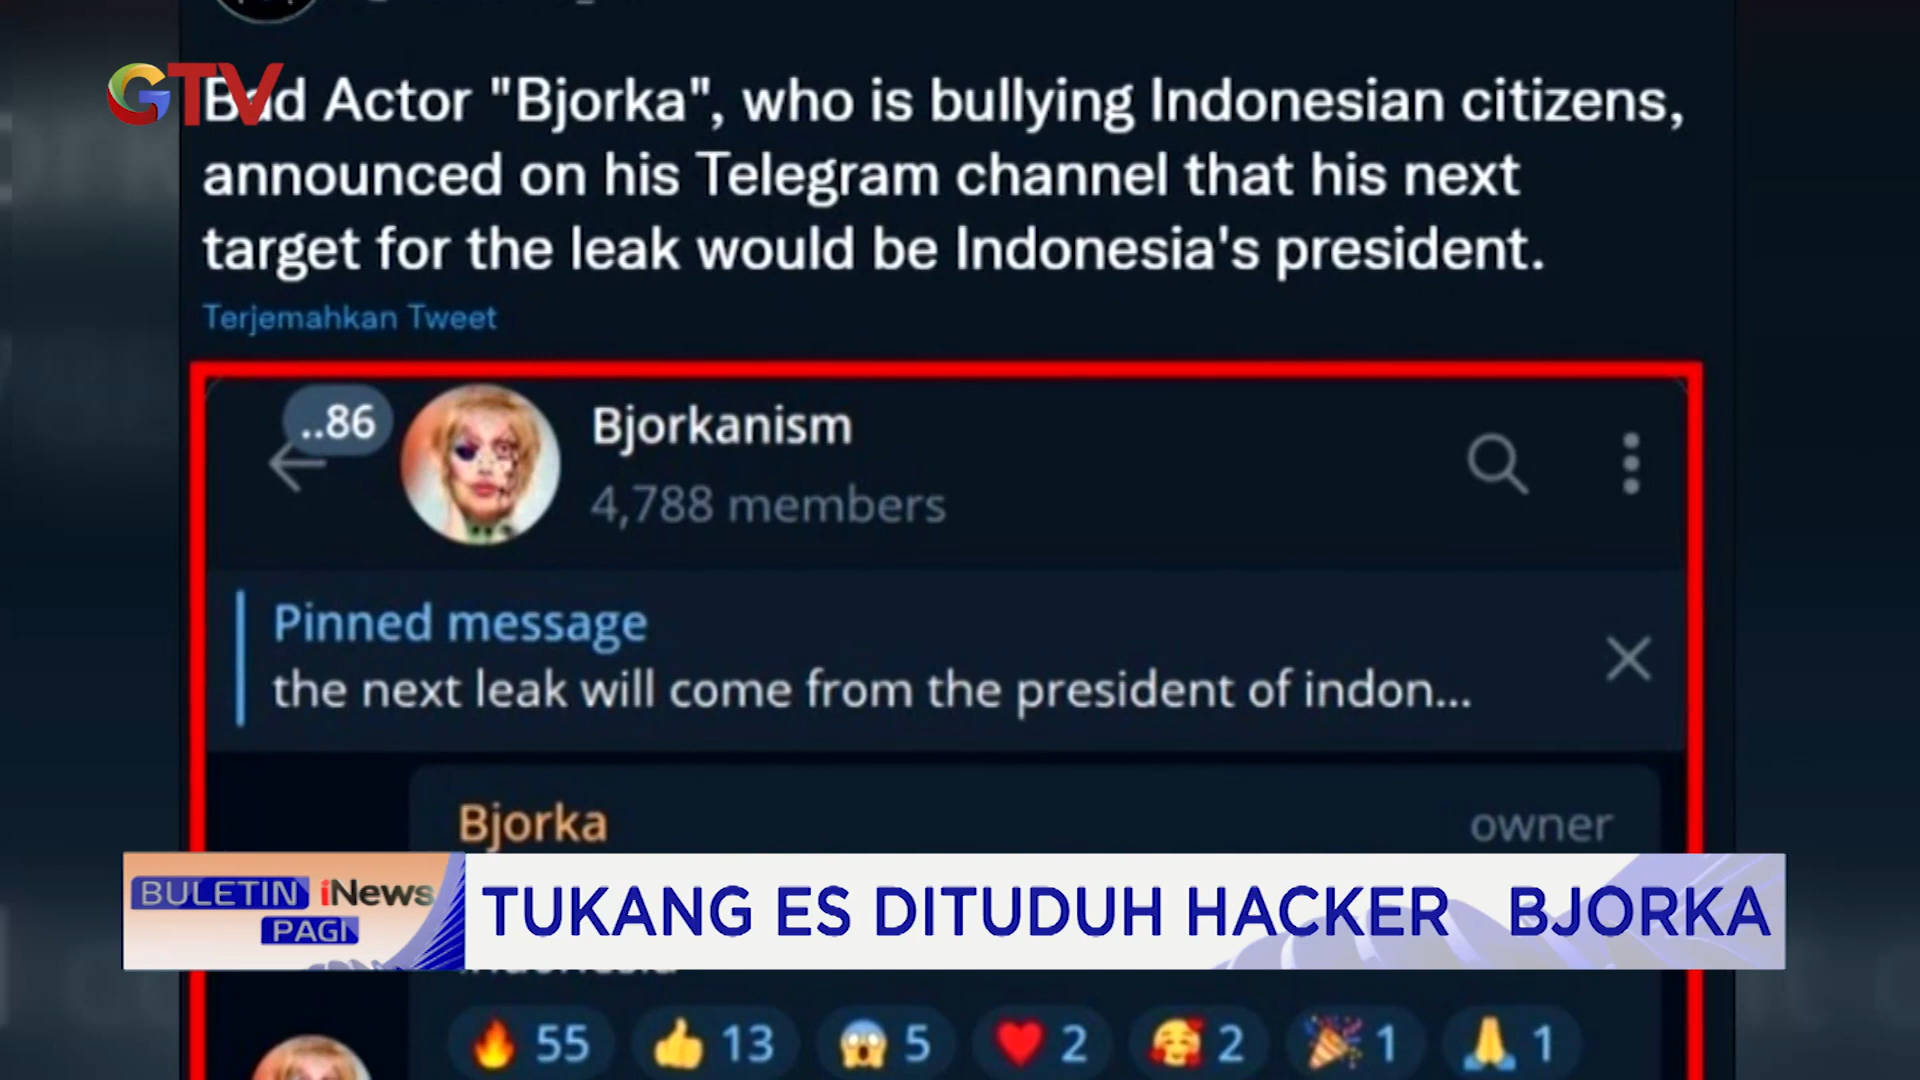 GTV
Bad Actor "Bjorka", who is bullying Indonesian citizens,
announced on his Telegram channel that his next
target for the leak would be Indonesia's president.
Terjemahkan Tweet
..86
Bjorkanism
4,788 members
Pinned message
the next leak will come from the president of indon...
Bjorka
owner
BULETIN iNews
PAGI
TUKANG ES DITUDUH HACKER BJORKA
55
13
5
2
2
1
1